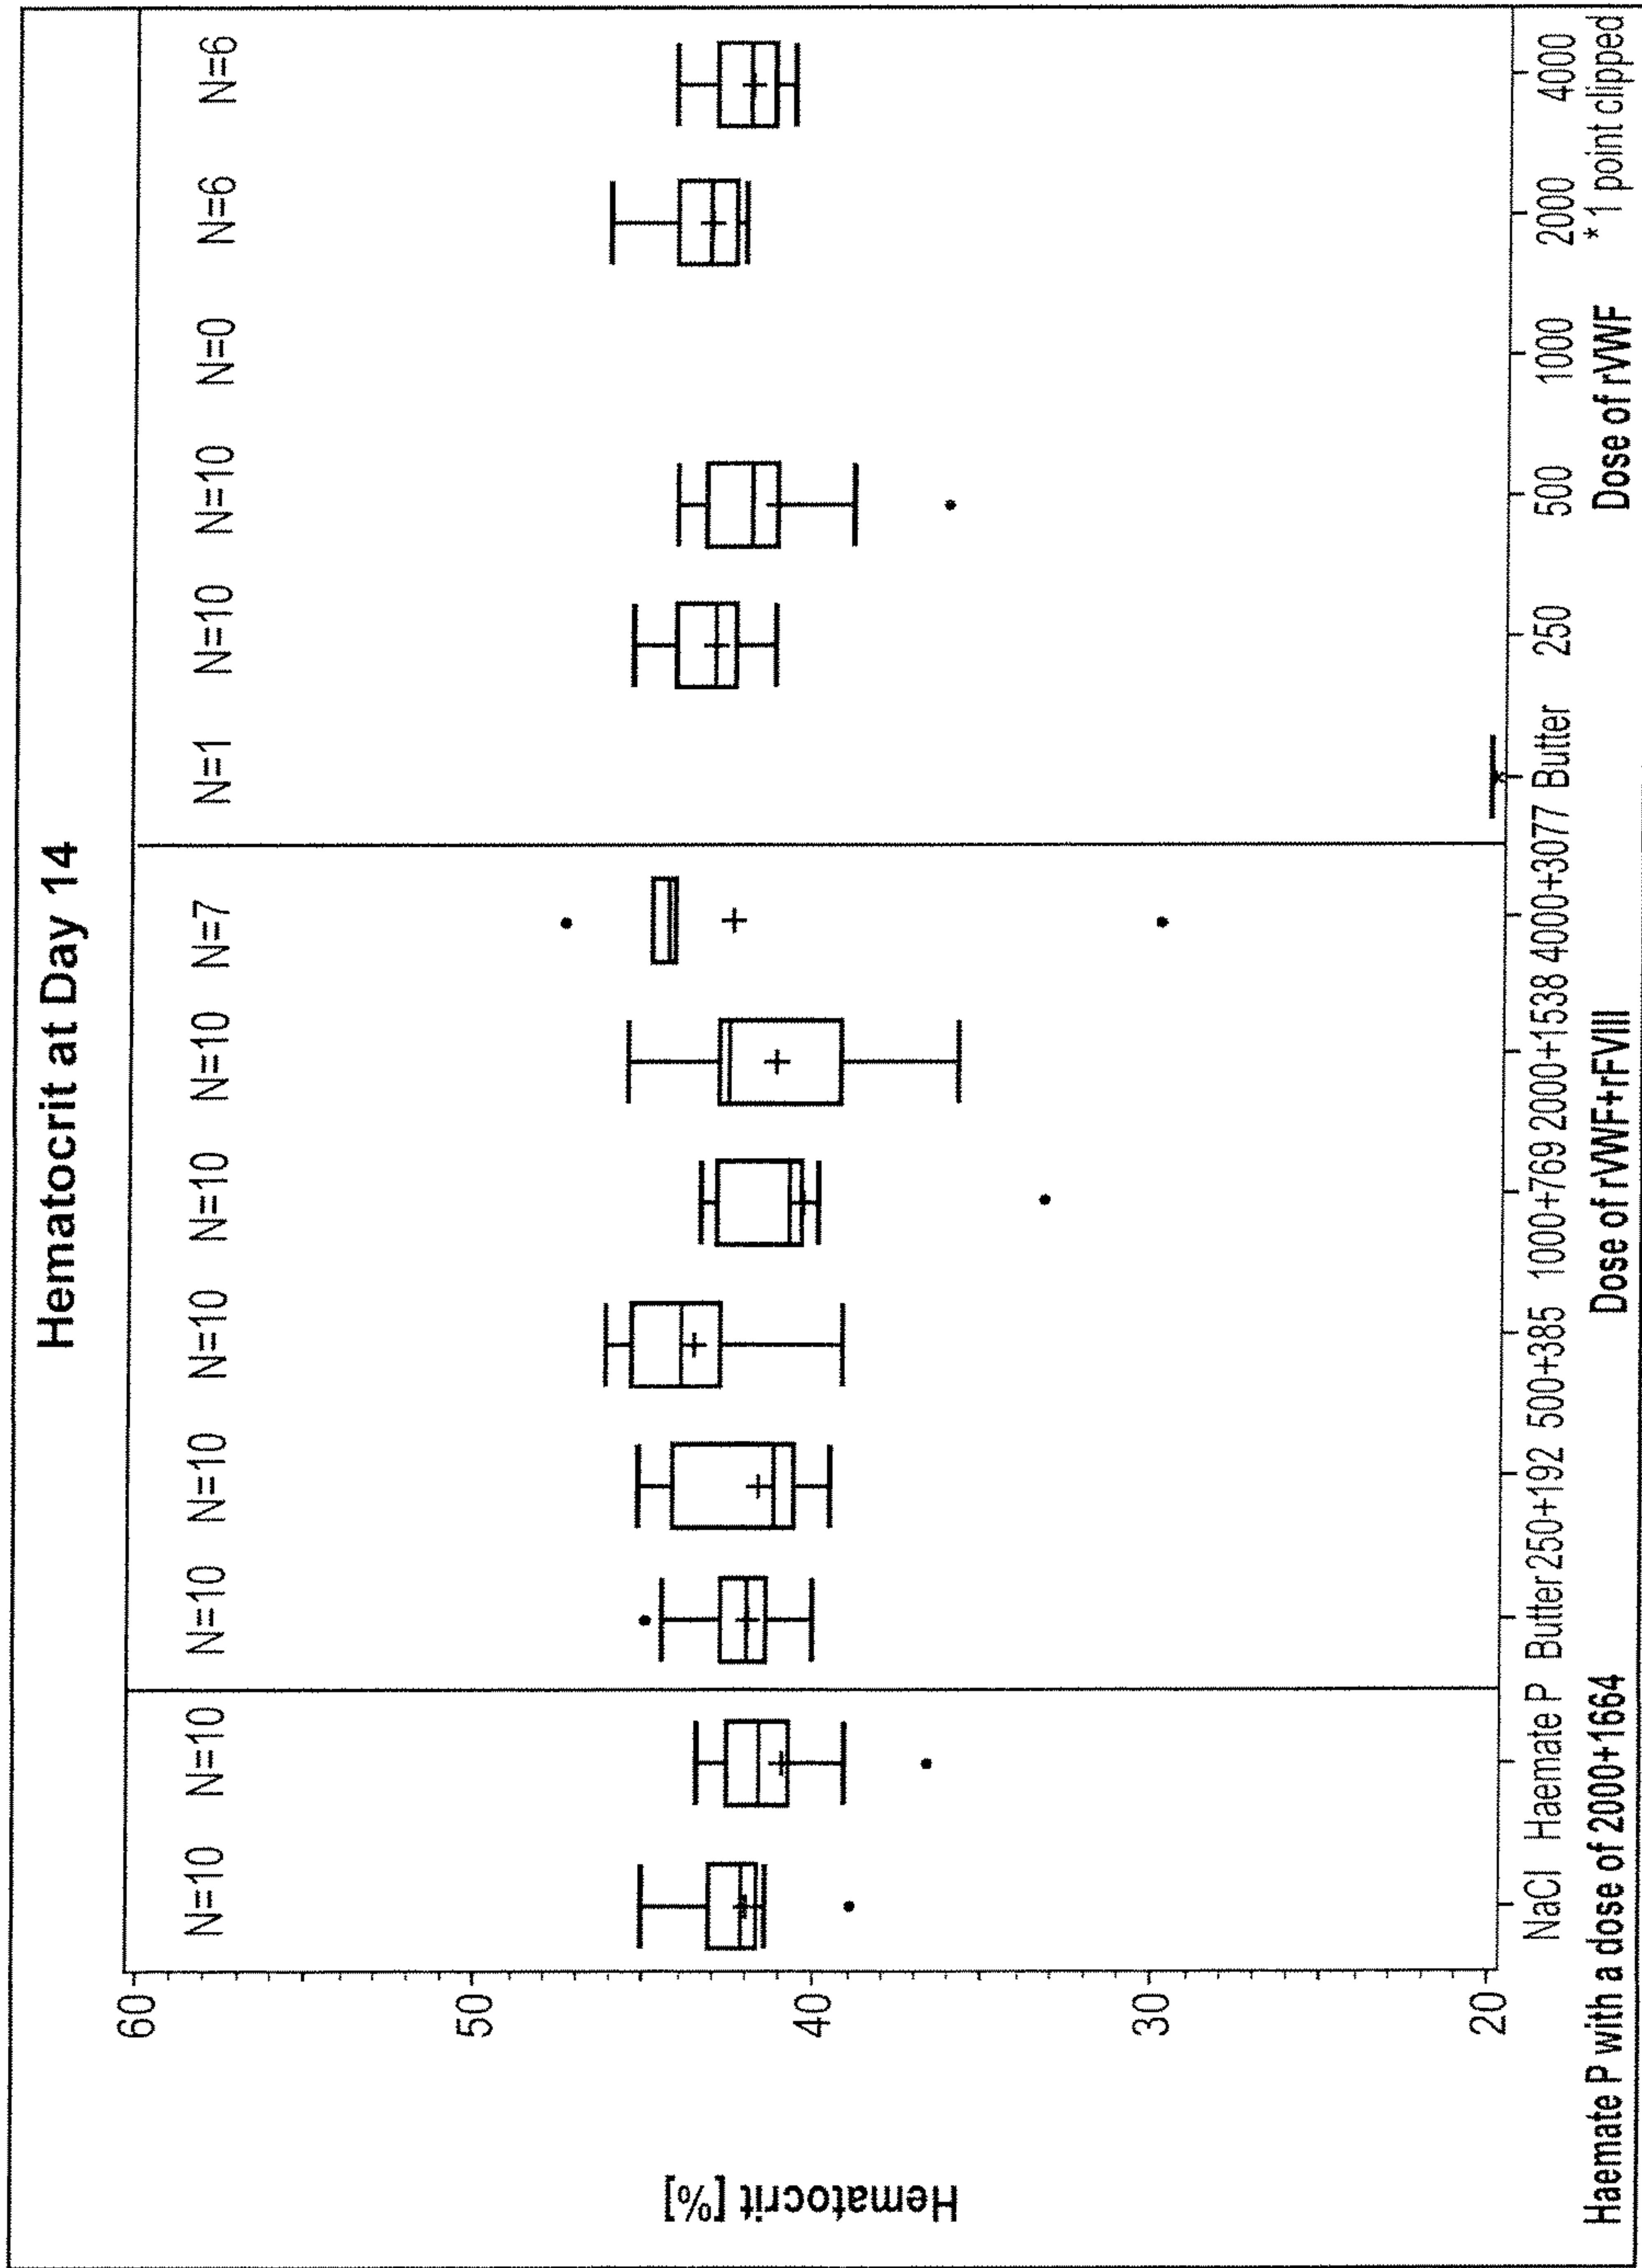 Hematocrit at Day 14
N=10 N=10 N=10 N=10 N=10 N=10 N=10 N=7 N=1 N=10 N=10 N=0 N=6 N=6
60
50
40
30
20
Hematocrit [%]
NaCl Haemate P Butter 250+192 500+385 1000+769 2000+1538 4000+3077 Butter 250 500 1000 2000 4000
Haemate P with a dose of 2000+1664 Dose of rVWF+rFVIII Dose of rVWF * 1 point clipped